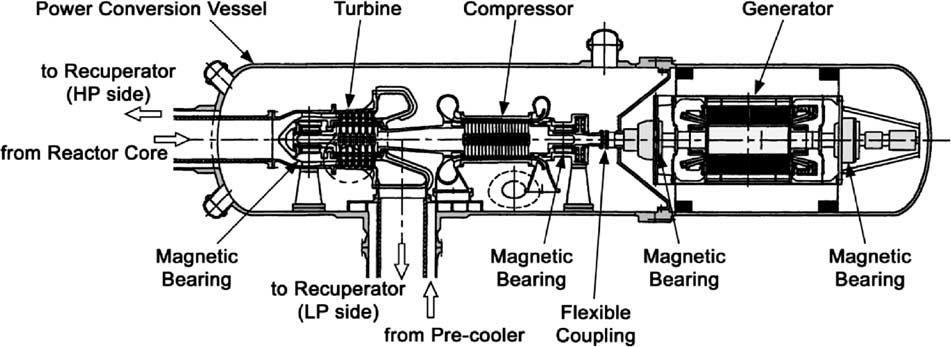 Power Conversion Vessel
Turbine
Compressor
Generator
to Recuperator
(HP side)
from Reactor Core
Magnetic
Bearing
to Recuperator
(LP side)
from Pre-cooler
Magnetic
Bearing
Flexible
Coupling
Magnetic
Bearing
Magnetic
Bearing